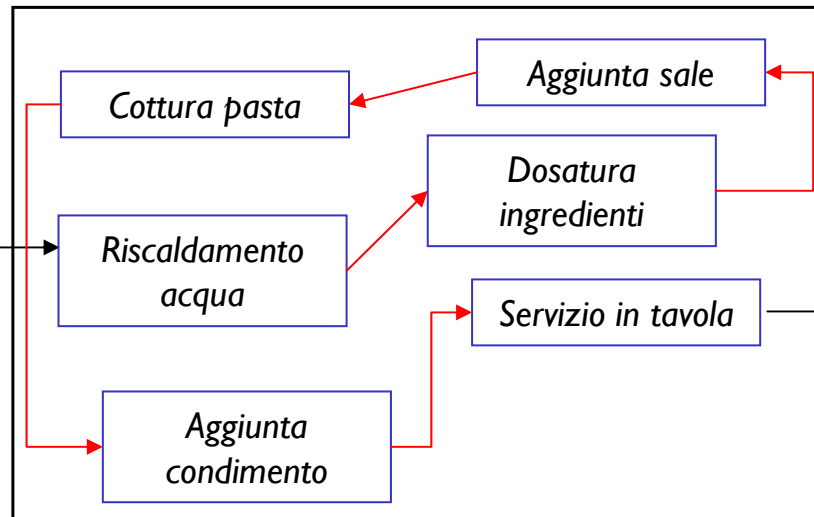 Aggiunta sale
Cottura pasta
Dosatura
ingredienti
Riscaldamento
acqua
Servizio in tavola
Aggiunta
condimento